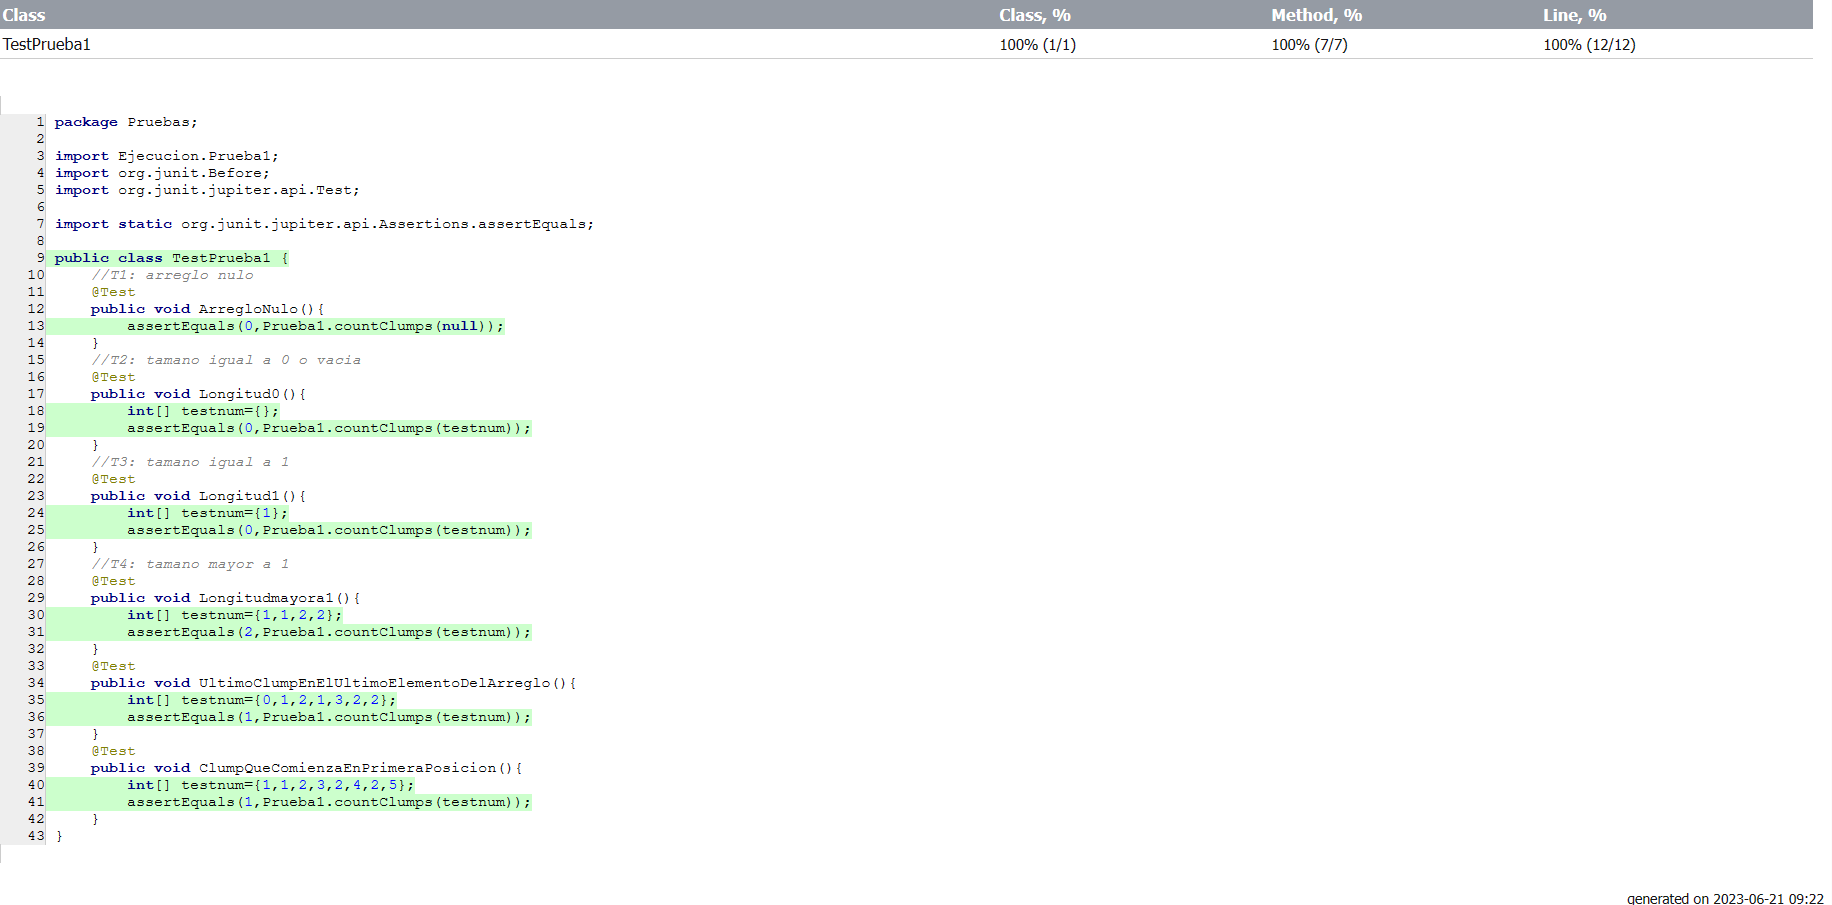 Class Class, % Method, % Line, %
TestPrueba1 100% (1/1) 100% (7/7) 100% (12/12)
1 package Pruebas;
2
3 import Ejecucion.Prueba1;
4 import org.junit.Before;
5 import org.junit.jupiter.api.Test;
6
7 import static org.junit.jupiter.api.Assertions.assertEquals;
8
9 public class TestPrueba1 {
10 //T1: arreglo nulo
11 @Test
12 public void ArregloNulo(){
13 assertEquals(0,Prueba1.countClumps(null));
14 }
15 //T2: tamano igual a 0 o vacia
16 @Test
17 public void Longitud0(){
18 int[] testnum={};
19 assertEquals(0,Prueba1.countClumps(testnum));
20 }
21 //T3: tamano igual a 1
22 @Test
23 public void Longitud1(){
24 int[] testnum={1};
25 assertEquals(0,Prueba1.countClumps(testnum));
26 }
27 //T4: tamano mayor a 1
28 @Test
29 public void Longitudmayora1(){
30 int[] testnum={1,1,2,2};
31 assertEquals(2,Prueba1.countClumps(testnum));
32 }
33 @Test
34 public void UltimoClumpEnElUltimoElementoDelArreglo(){
35 int[] testnum={0,1,2,1,3,2,2};
36 assertEquals(1,Prueba1.countClumps(testnum));
37 }
38 @Test
39 public void ClumpQueComienzaEnPrimeraPosicion(){
40 int[] testnum={1,1,2,3,2,4,2,5};
41 assertEquals(1,Prueba1.countClumps(testnum));
42 }
43 }
generated on 2023-06-21 09:22